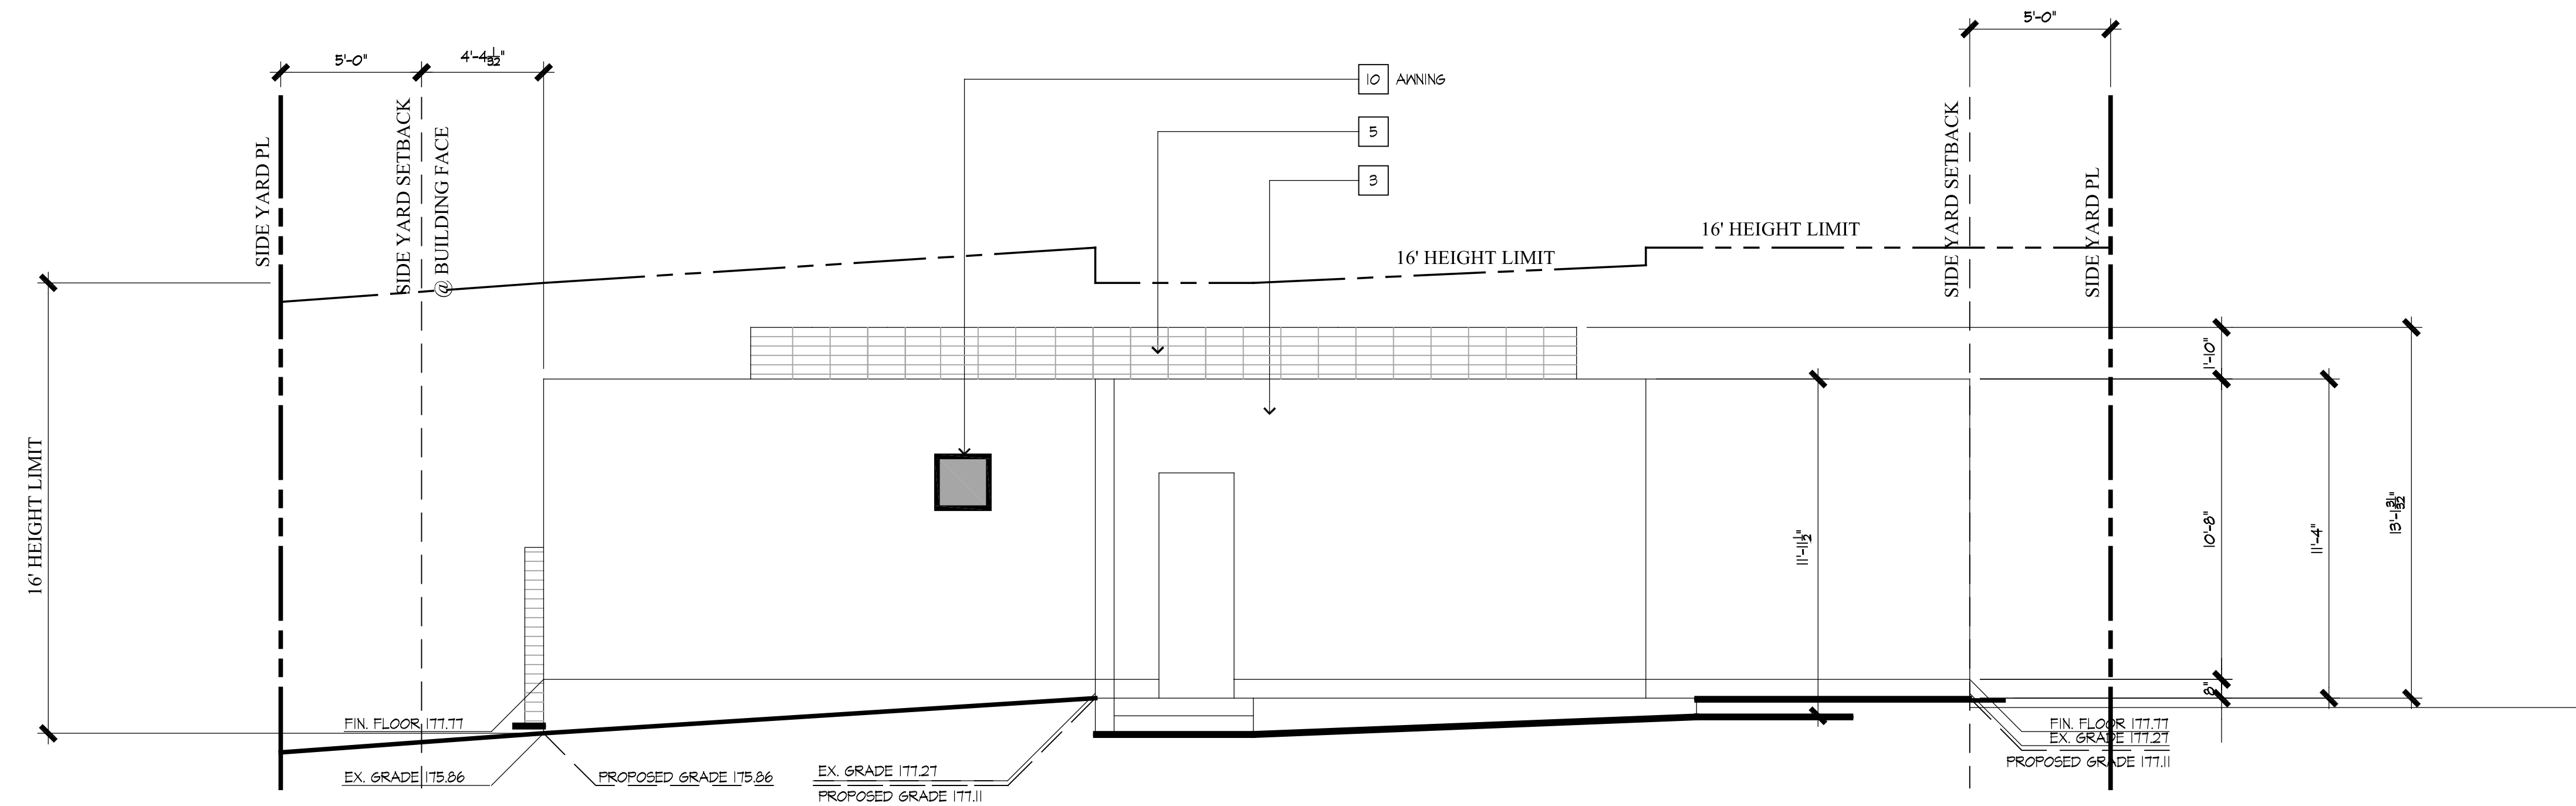 5'-0"
5'-0"
4'-4 1/32"
10 AWNING
5
3
SIDE YARD PL
SIDE YARD SETBACK
@ BUILDING FACE
SIDE YARD SETBACK
SIDE YARD PL
16' HEIGHT LIMIT
16' HEIGHT LIMIT
16' HEIGHT LIMIT
1'-10"
10'-8"
8"
11'-4"
13'-1 31/32"
11'-11 1/2"
FIN. FLOOR 177.77
EX. GRADE 175.86
PROPOSED GRADE 175.86
EX. GRADE 177.27
PROPOSED GRADE 177.11
FIN. FLOOR 177.77
EX. GRADE 177.27
PROPOSED GRADE 177.11